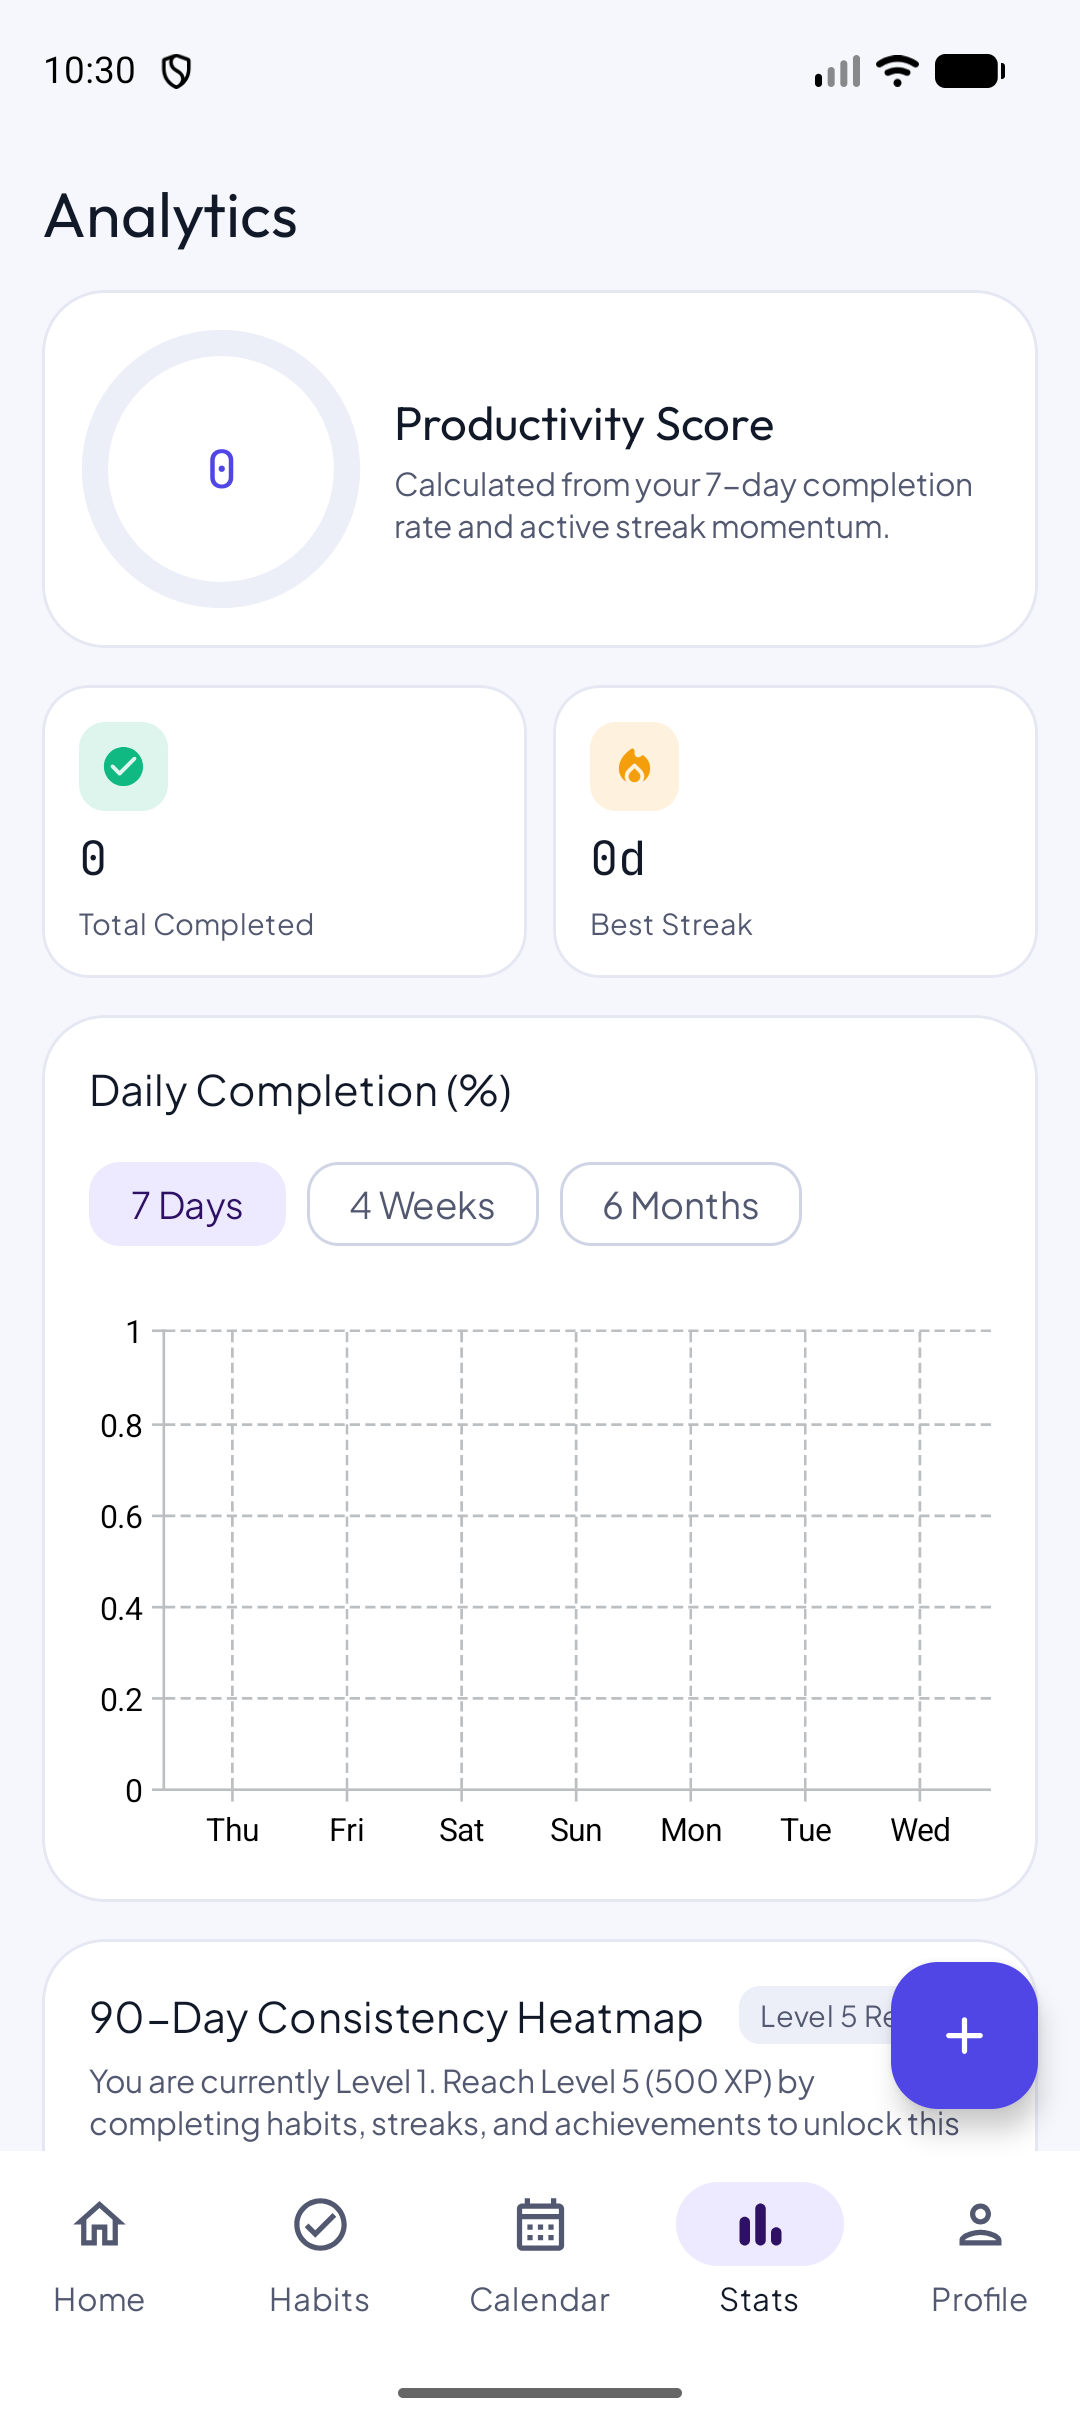 10:30
Analytics
0
Productivity Score
Calculated from your 7-day completion
rate and active streak momentum.
0
Total Completed
0d
Best Streak
Daily Completion (%)
7 Days
4 Weeks
6 Months
1
0.8
0.6
0.4
0.2
0
Thu Fri Sat Sun Mon Tue Wed
90-Day Consistency Heatmap
Level 5
You are currently Level 1. Reach Level 5 (500 XP) by
completing habits, streaks, and achievements to unlock this
Home Habits Calendar Stats Profile